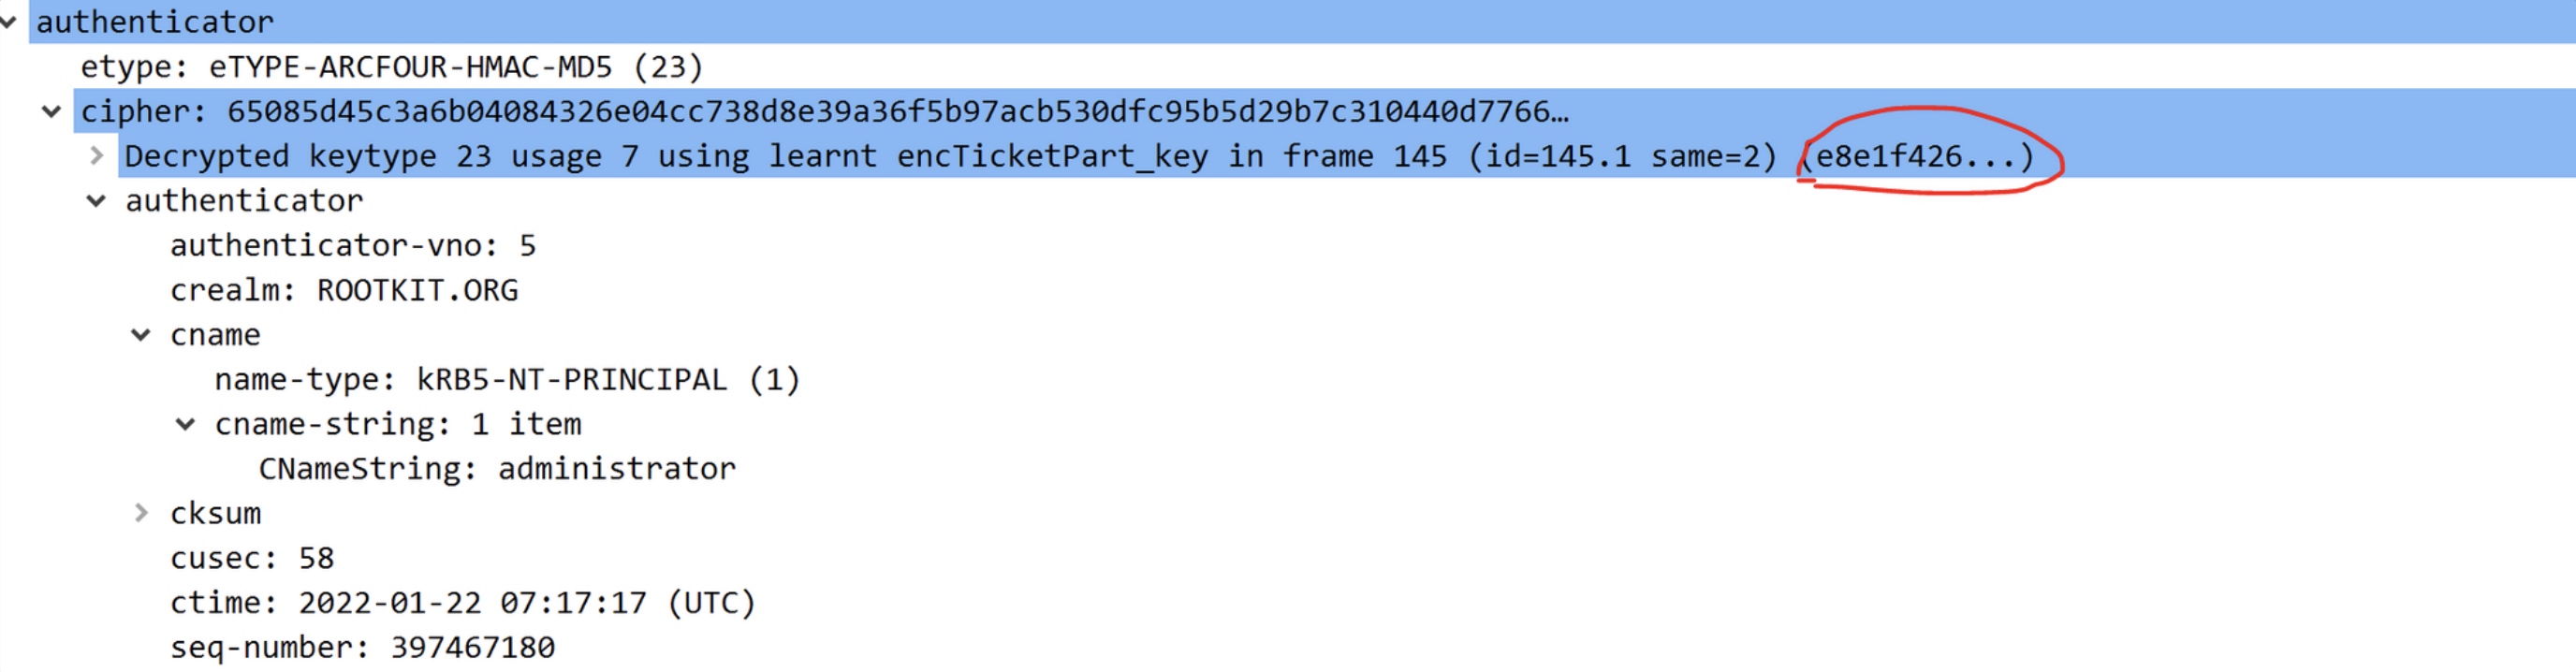 authenticator
etype: eTYPE-ARCFOUR-HMAC-MD5 (23)
cipher: 65085d45c3a6b04084326e04cc738d8e39a36f5b97acb530dfc95b5d29b7c310440d7766…
Decrypted keytype 23 usage 7 using learnt encTicketPart_key in frame 145 (id=145.1 same=2) (e8e1f426...)
authenticator
authenticator-vno: 5
crealm: ROOTKIT.ORG
cname
name-type: kRB5-NT-PRINCIPAL (1)
cname-string: 1 item
CNameString: administrator
cksum
cusec: 58
ctime: 2022-01-22 07:17:17 (UTC)
seq-number: 397467180